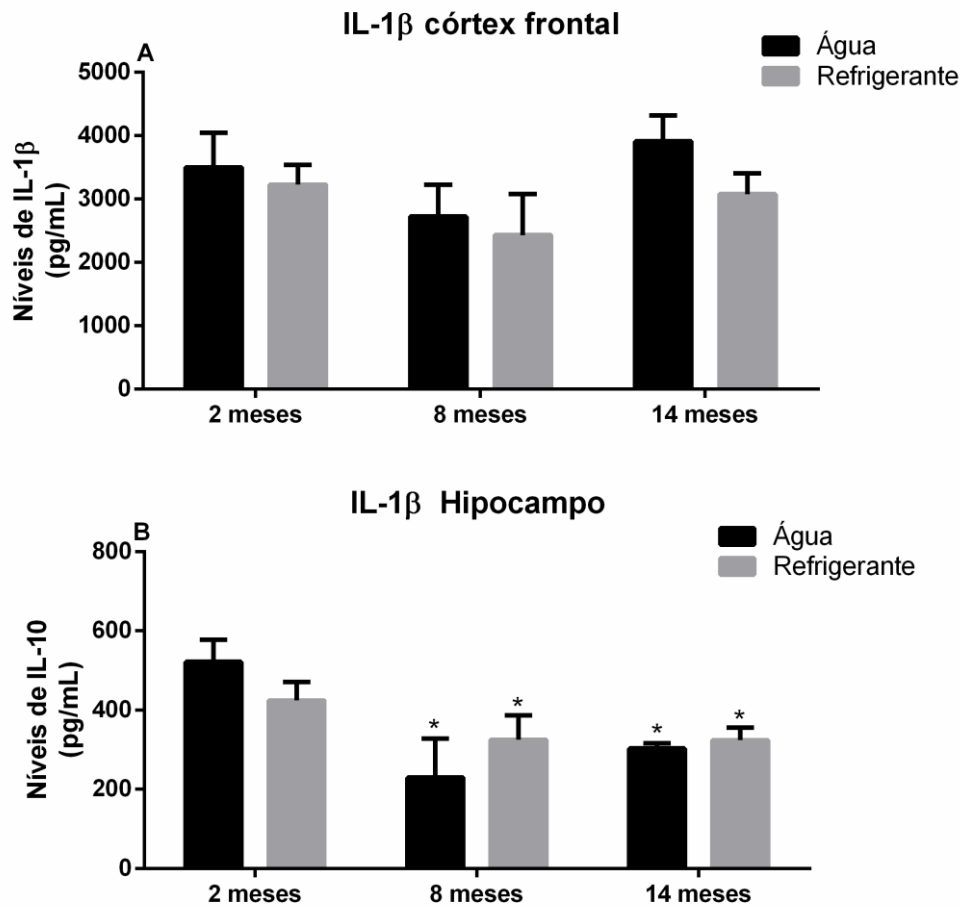 IL-1β córtex frontal
A
Água
Refrigerante
Níveis de IL-1β
(pg/mL)
5000
4000
3000
2000
1000
0
2 meses
8 meses
14 meses
IL-1β Hipocampo
B
Água
Refrigerante
Níveis de IL-10
(pg/mL)
800
600
400
200
0
*
*
*
*
2 meses
8 meses
14 meses